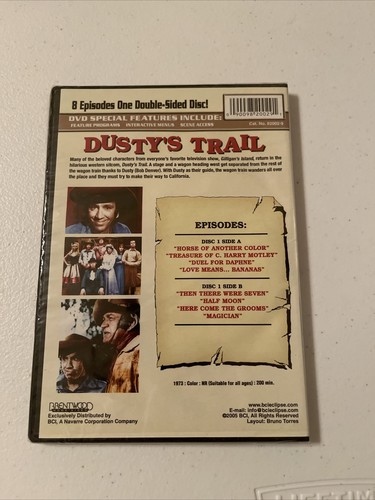 8 Episodes One Double-Sided Disc!
DVD SPECIAL FEATURES INCLUDE:
FEATURE PROGRAMS INTERACTIVE MENUS SCENE ACCESS
Cat. No.
DUSTY'S TRAIL
Many of the beloved characters from everyone's favorite television show, Gilligan's Island, return in the
hilarious western sitcom, Dusty's Trail. A stage and a wagon heading west get separated from the rest of
the wagon train thanks to Dusty (Bob Denver). With Dusty as their guide, the wagon train wanders all over
the place and they must try to make their way to California.
EPISODES:
DISC 1 SIDE A
"HORSE OF ANOTHER COLOR"
"TREASURE OF C. HARRY MOTLEY"
"DUEL FOR DAPHNE"
"LOVE MEANS... BANANAS"
DISC 1 SIDE B
"THEN THERE WERE SEVEN"
"HALF MOON"
"HERE COME THE GROOMS"
"MAGICIAN"
1973 : Color : NR (Suitable for all ages) : 200 min.
BRENTWOOD
Exclusively Distributed by
BCI, A Navarre Corporation Company
www.bcieclipse.com
E-mail: info@bcieclipse.com
©2005 BCI, All Rights Reserved
Layout: Bruno Torres
LIFETIM